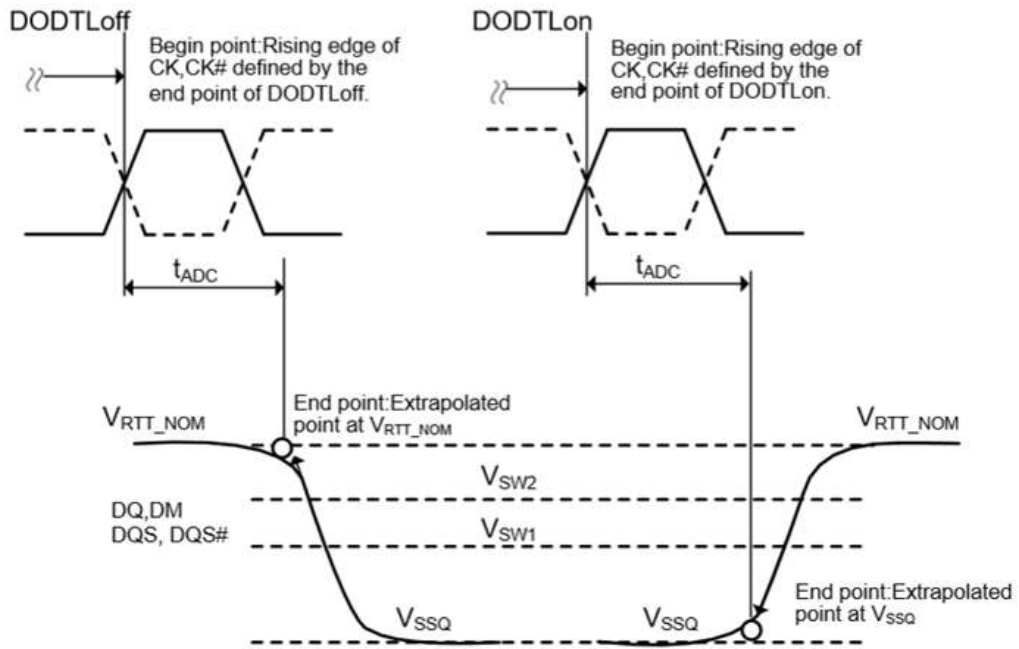 DODTLoff
Begin point:Rising edge of
CK,CK# defined by the
end point of DODTLoff.
DODTLon
Begin point:Rising edge of
CK,CK# defined by the
end point of DODTLon.
tADC
tADC
End point:Extrapolated
point at VRTT_NOM
VRTT_NOM
VRTT_NOM
VSW2
DQ,DM
DQS, DQS#
VSW1
End point:Extrapolated
point at VSSQ
VSSQ
VSSQ